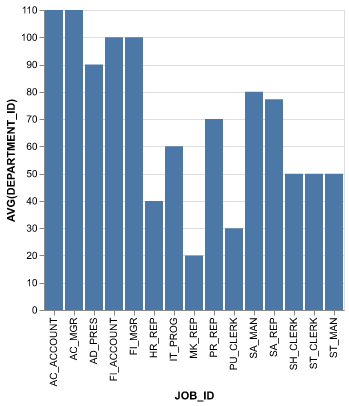 AVG(DEPARTMENT_ID)
110
100
90
80
70
60
50
40
30
20
10
0
AC_ACCOUNT
AC_MGR
AD_PRES
FI_ACCOUNT
FI_MGR
HR_REP
IT_PROG
MK_REP
PR_REP
PU_CLERK
SA_MAN
SA_REP
SH_CLERK
ST_CLERK
ST_MAN
JOB_ID